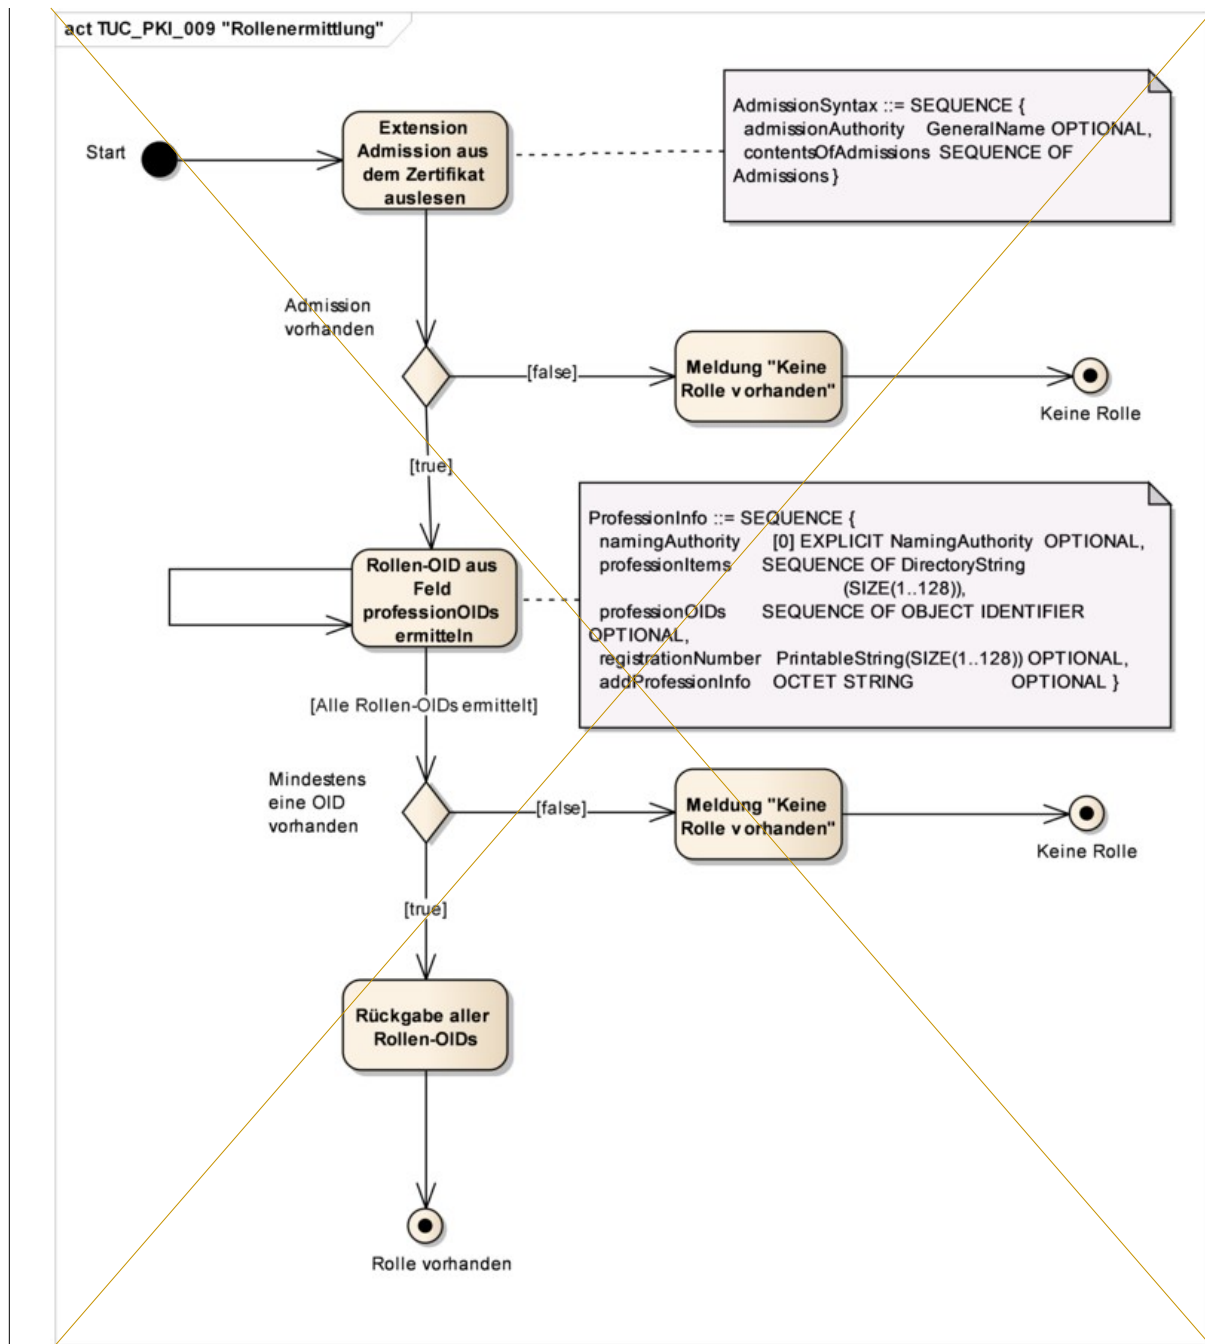 act TUC_PKI_009 "Rollenermittlung"
Start
Extension
Admission aus
dem Zertifikat
auslesen
AdmissionSyntax ::= SEQUENCE {
admissionAuthority GeneralName OPTIONAL,
contentsOfAdmissions SEQUENCE OF
Admissions }
Admission
vorhanden
[false]
Meldung "Keine
Rolle vorhanden"
Keine Rolle
[true]
Rollen-OID aus
Feld
professionOIDs
ermitteln
ProfessionInfo ::= SEQUENCE {
namingAuthority [0] EXPLICIT NamingAuthority OPTIONAL,
professionItems SEQUENCE OF DirectoryString
(SIZE(1..128)),
professionOIDs SEQUENCE OF OBJECT IDENTIFIER
OPTIONAL,
registrationNumber PrintableString(SIZE(1..128)) OPTIONAL,
addProfessionInfo OCTET STRING OPTIONAL }
[Alle Rollen-OIDs ermittelt]
Mindestens
eine OID
vorhanden
[false]
Meldung "Keine
Rolle vorhanden"
Keine Rolle
[true]
Rückgabe aller
Rollen-OIDs
Rolle vorhanden